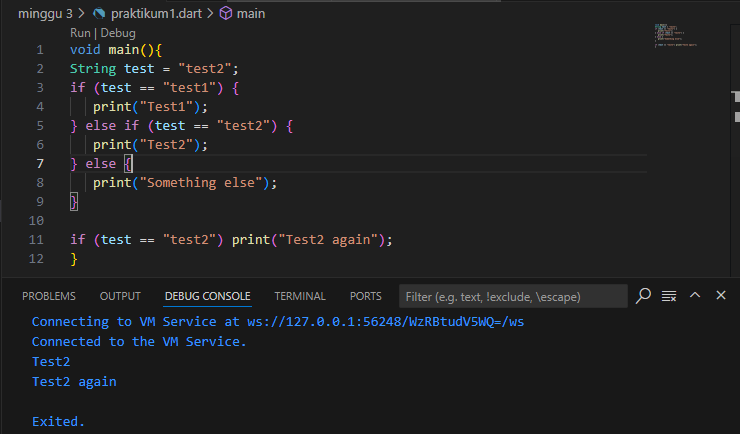 minggu 3 > praktikum1.dart > main
Run | Debug
1 void main(){
2 String test = "test2";
3 if (test == "test1") {
4 print("Test1");
5 } else if (test == "test2") {
6 print("Test2");
7 } else {
8 print("Something else");
9 }
10
11 if (test == "test2") print("Test2 again");
12 }
PROBLEMS OUTPUT DEBUG CONSOLE TERMINAL PORTS Filter (e.g. text, !exclude, \escape)
Connecting to VM Service at ws://127.0.0.1:56248/WzRBtudV5WQ=/ws
Connected to the VM Service.
Test2
Test2 again
Exited.